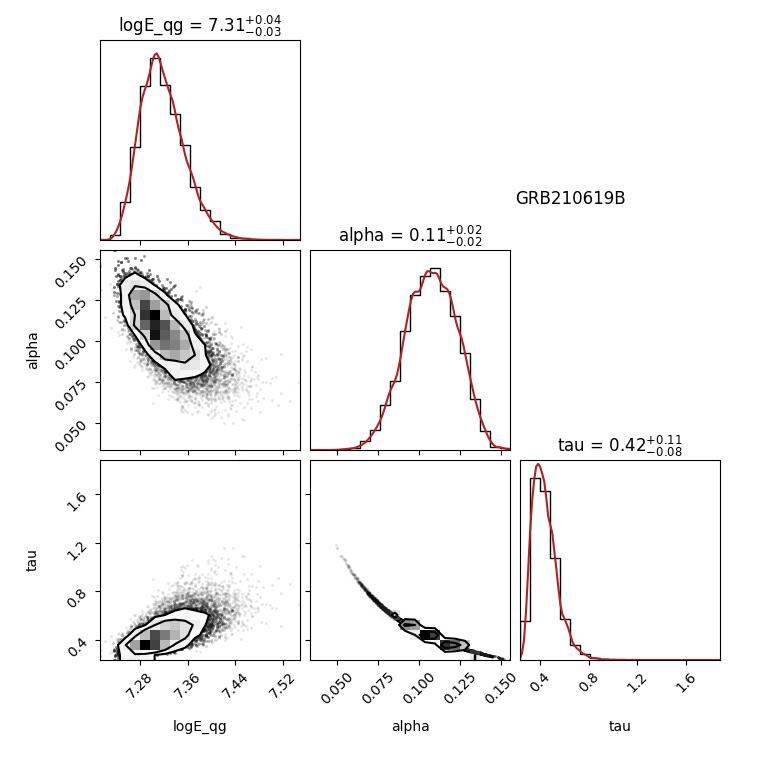 logE_qg = 7.31+0.04−0.03
GRB210619B
alpha = 0.11+0.02−0.02
0.150
0.125
0.100
0.075
0.050
alpha
tau = 0.42+0.11−0.08
1.6
1.2
0.8
0.4
tau
7.28 7.36 7.44 7.52
0.050 0.075 0.100 0.125 0.150
0.4 0.8 1.2 1.6
logE_qg alpha tau